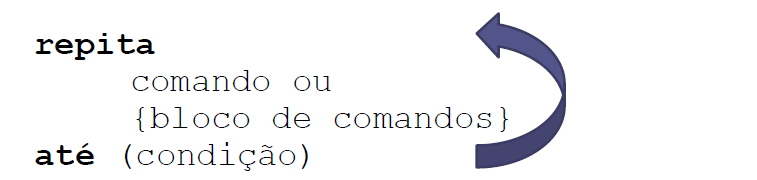 repita
comando ou
{bloco de comandos}
até (condição)